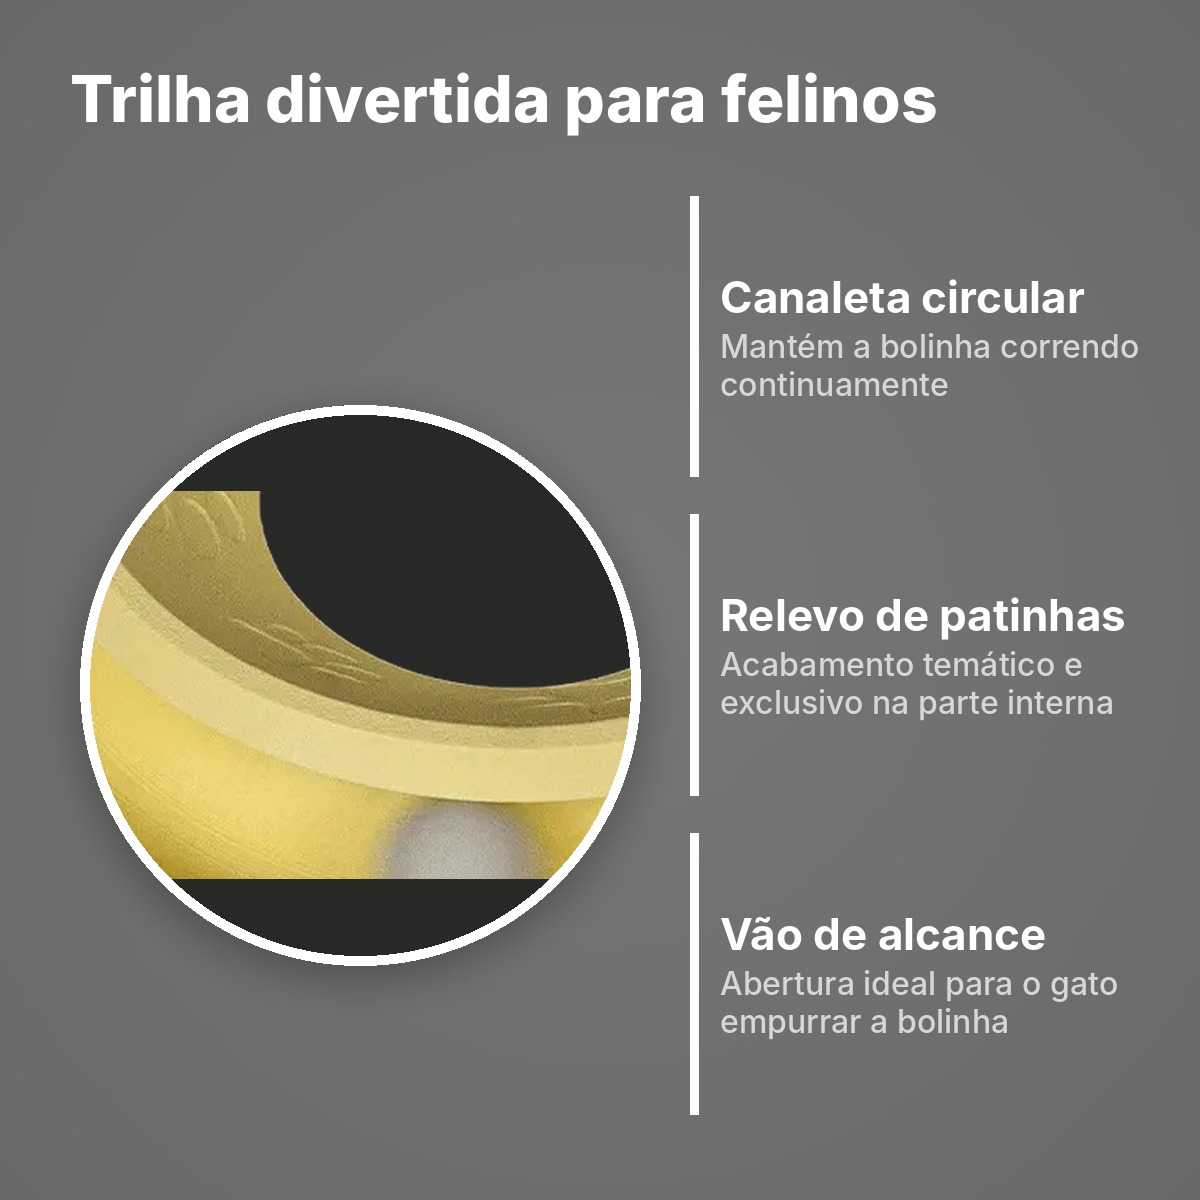 Trilha divertida para felinos
Canaleta circular
Mantém a bolinha correndo
continuamente
Relevo de patinhas
Acabamento temático e
exclusivo na parte interna
Vão de alcance
Abertura ideal para o gato
empurrar a bolinha